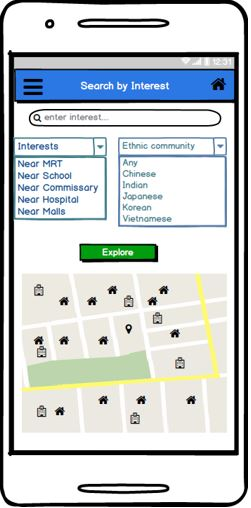 12:31
Search by Interest
enter interest...
Interests
Near MRT
Near School
Near Commissary
Near Hospital
Near Malls
Ethnic community
Any
Chinese
Indian
Japanese
Korean
Vietnamese
Explore